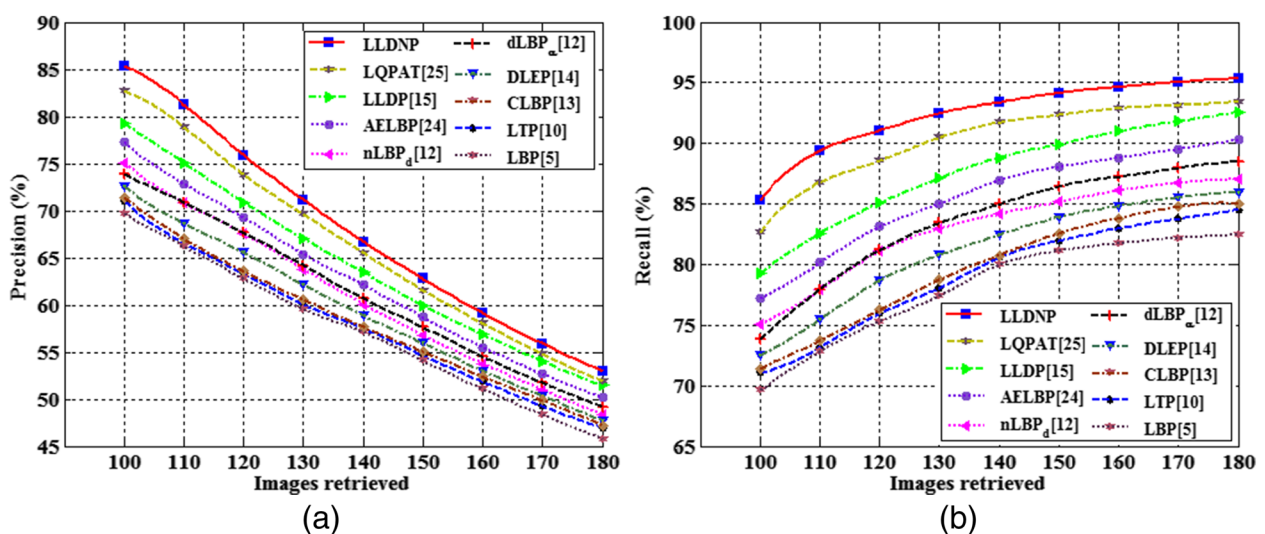 90
85
80
75
70
65
60
55
50
45
Precision (%)
LLDNP
LQPAT[25]
LLDP[15]
AELBP[24]
nLBPd[12]
dLBPα[12]
DLEP[14]
CLBP[13]
LTP[10]
LBP[5]
100 110 120 130 140 150 160 170 180
Images retrieved
(a)
100
95
90
85
80
75
70
65
Recall (%)
LLDNP
LQPAT[25]
LLDP[15]
AELBP[24]
nLBPd[12]
dLBPα[12]
DLEP[14]
CLBP[13]
LTP[10]
LBP[5]
100 110 120 130 140 150 160 170 180
Images retrieved
(b)